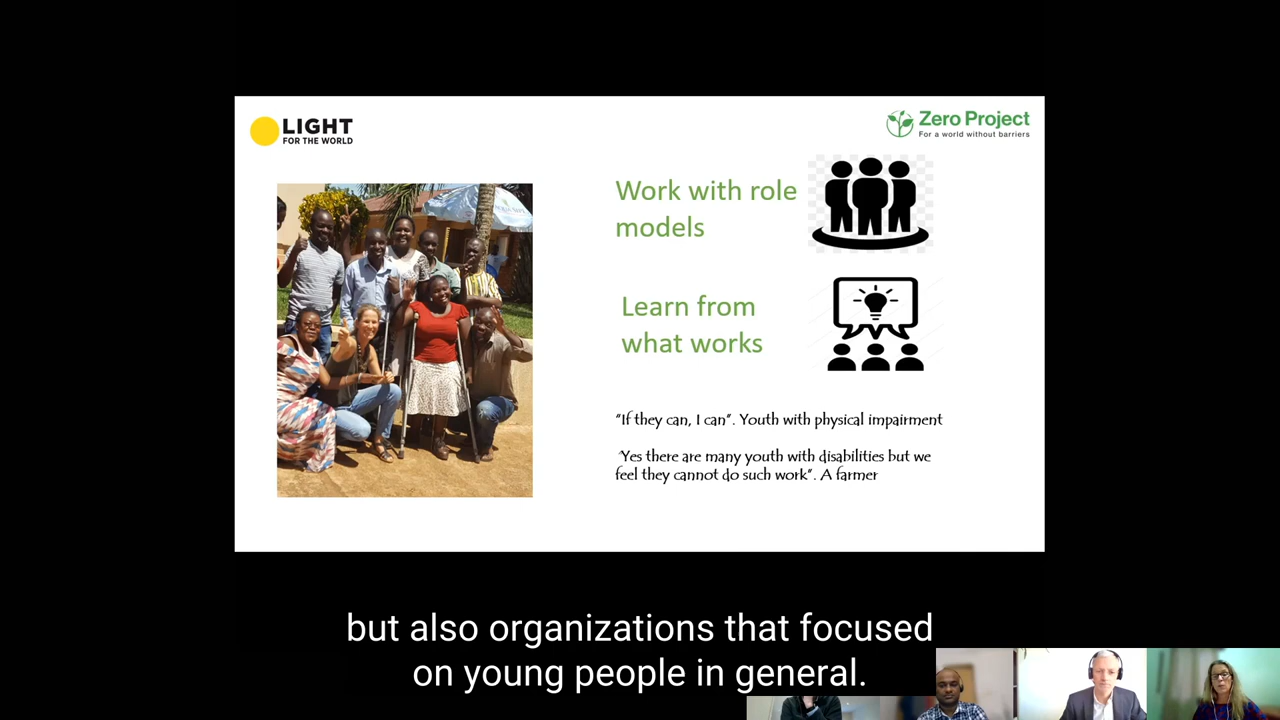 LIGHT
FOR THE WORLD
Zero Project
For a world without barriers
Work with role
models
Learn from
what works
"If they can, I can". Youth with physical impairment
"Yes there are many youth with disabilities but we
feel they cannot do such work". A farmer
but also organizations that focused
on young people in general.